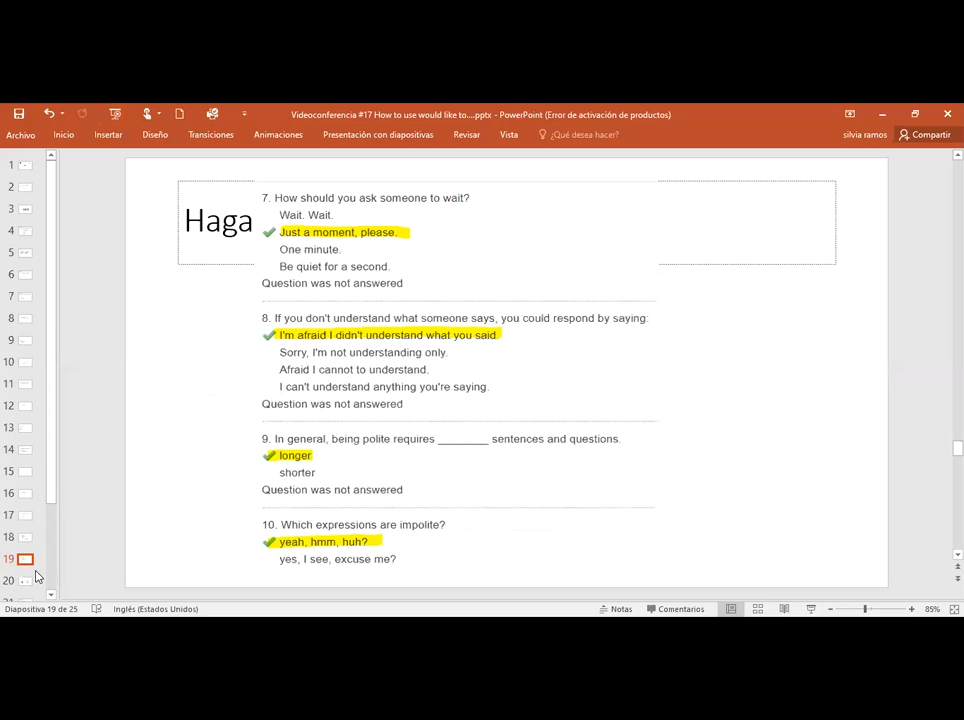 Videoconferencia #17 How to use would like to....pptx - PowerPoint (Error de activación de productos)
Archivo Inicio Insertar Diseño Transiciones Animaciones Presentación con diapositivas Revisar Vista ¿Qué desea hacer? silvia ramos Compartir
1
2
3
4
5
6
7
8
9
10
11
12
13
14
15
16
17
18
19
20
Haga
7. How should you ask someone to wait?
Wait. Wait.
Just a moment, please.
One minute.
Be quiet for a second.
Question was not answered
8. If you don't understand what someone says, you could respond by saying:
I'm afraid I didn't understand what you said.
Sorry, I'm not understanding only.
Afraid I cannot to understand.
I can't understand anything you're saying.
Question was not answered
9. In general, being polite requires ________ sentences and questions.
longer
shorter
Question was not answered
10. Which expressions are impolite?
yeah, hmm, huh?
yes, I see, excuse me?
Diapositiva 19 de 25 Inglés (Estados Unidos) Notas Comentarios 85%